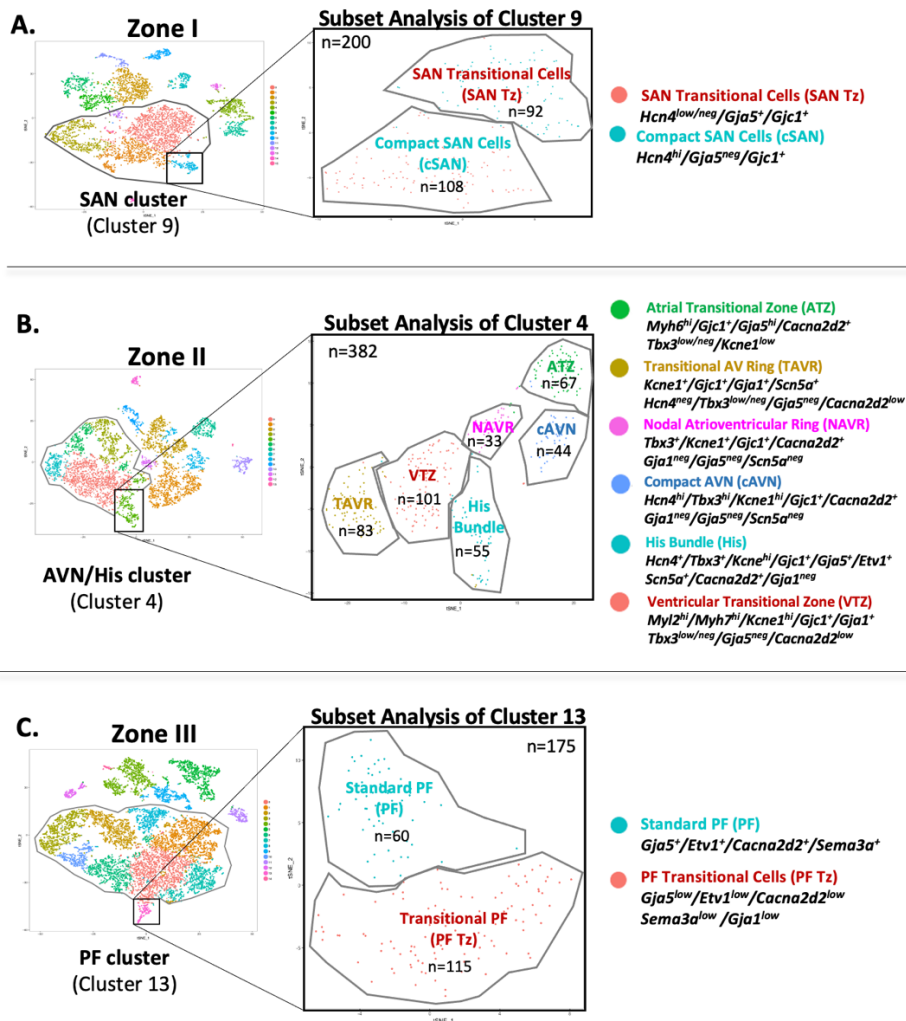 A.
Zone I
SAN cluster
(Cluster 9)
Subset Analysis of Cluster 9
n=200
SAN Transitional Cells
(SAN Tz)
n=92
Compact SAN Cells
(cSAN)
n=108
tSNE_1
SAN Transitional Cells (SAN Tz)
Hcn4low/neg/Gja5+/Gjc1+
Compact SAN Cells (cSAN)
Hcn4hi/Gja5neg/Gjc1+
B.
Zone II
AVN/His cluster
(Cluster 4)
Subset Analysis of Cluster 4
n=382
ATZ
n=67
NAVR
n=33
cAVN
n=44
VTZ
n=101
TAVR
n=83
His
Bundle
n=55
tSNE_1
Atrial Transitional Zone (ATZ)
Myh6hi/Gjc1+/Gja5hi/Cacna2d2+
Tbx3low/neg/Kcne1low
Transitional AV Ring (TAVR)
Kcne1+/Gjc1+/Gja1+/Scn5a+
Hcn4neg/Tbx3low/neg/Gja5neg/Cacna2d2low
Nodal Atrioventricular Ring (NAVR)
Tbx3+/Kcne1+/Gjc1+/Cacna2d2+
Gja1neg/Gja5neg/Scn5aneg
Compact AVN (cAVN)
Hcn4hi/Tbx3hi/Kcne1hi/Gjc1+/Cacna2d2+
Gja1neg/Gja5neg/Scn5aneg
His Bundle (His)
Hcn4+/Tbx3+/Kcnehi/Gjc1+/Gja5+/Etv1+
Scn5a+/Cacna2d2+/Gja1neg
Ventricular Transitional Zone (VTZ)
Myl2hi/Myh7hi/Kcne1hi/Gjc1+/Gja1+
Tbx3low/neg/Gja5neg/Cacna2d2low
C.
Zone III
PF cluster
(Cluster 13)
Subset Analysis of Cluster 13
n=175
Standard PF
(PF)
n=60
Transitional PF
(PF Tz)
n=115
tSNE_2
tSNE_1
Standard PF (PF)
Gja5+/Etv1+/Cacna2d2+/Sema3a+
PF Transitional Cells (PF Tz)
Gja5low/Etv1low/Cacna2d2low
Sema3alow /Gja1low